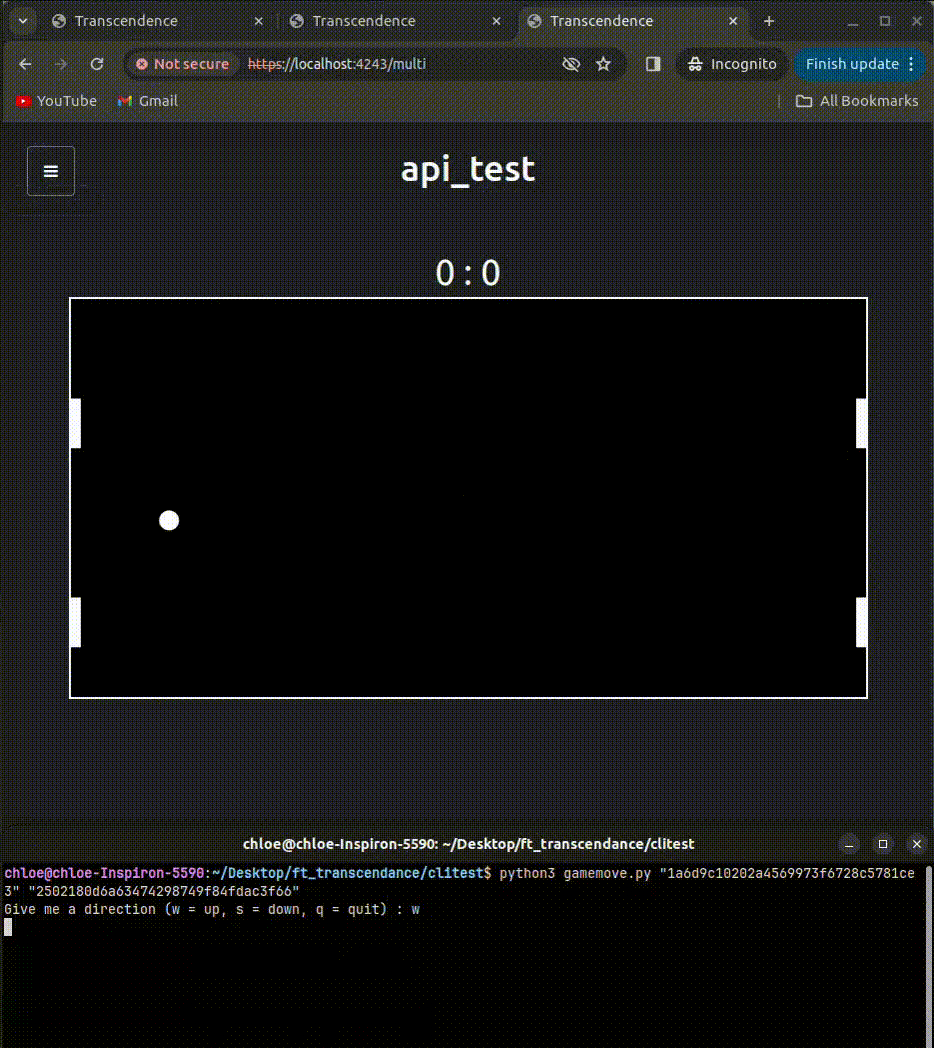 Transcendence
Transcendence
Transcendence
Not secure https://localhost:4243/multi
Incognito
Finish update
YouTube
Gmail
All Bookmarks
api_test
0 : 0
chloe@chloe-Inspiron-5590: ~/Desktop/ft_transcendance/clitest
chloe@chloe-Inspiron-5590:~/Desktop/ft_transcendance/clitest$ python3 gamemove.py "1a6d9c10202a4569973f6728c5781ce
3" "2502180d6a63474298749f84fdac3f66"
Give me a direction (w = up, s = down, q = quit) : w